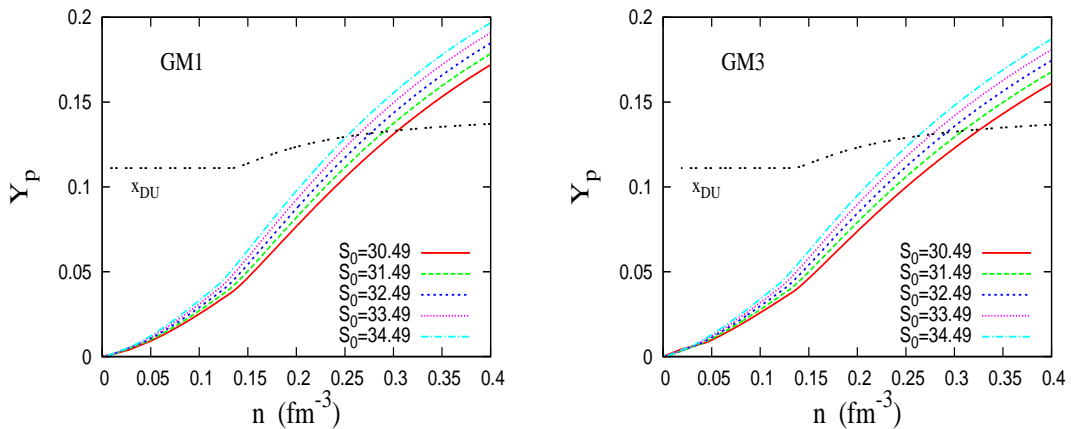 GM1
Y_p
0.2
0.15
0.1
0.05
0
x_DU
S_0=30.49
S_0=31.49
S_0=32.49
S_0=33.49
S_0=34.49
0 0.05 0.1 0.15 0.2 0.25 0.3 0.35 0.4
n (fm^-3)
GM3
Y_p
0.2
0.15
0.1
0.05
0
x_DU
S_0=30.49
S_0=31.49
S_0=32.49
S_0=33.49
S_0=34.49
0 0.05 0.1 0.15 0.2 0.25 0.3 0.35 0.4
n (fm^-3)